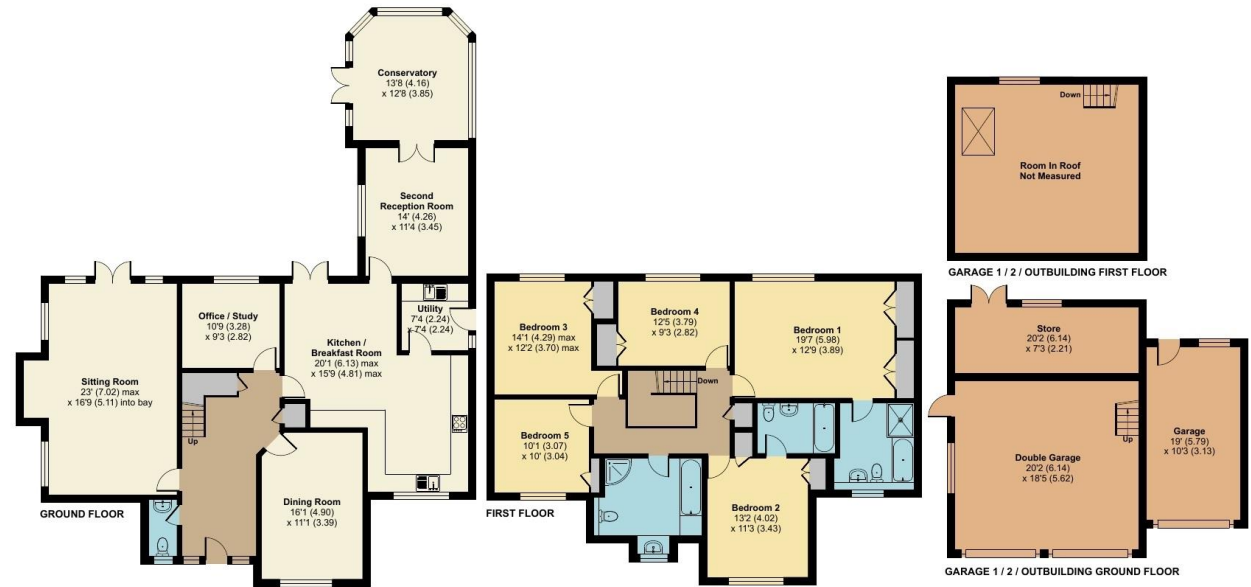 Conservatory
13'8 (4.16)
x 12'8 (3.85)
Second
Reception Room
14' (4.26)
x 11'4 (3.45)
Office / Study
10'9 (3.28)
x 9'3 (2.82)
Utility
7'4 (2.24)
x 7'4 (2.24)
Kitchen /
Breakfast Room
20'1 (6.13) max
x 15'9 (4.81) max
Sitting Room
23' (7.02) max
x 16'9 (5.11) into bay
Up
Dining Room
16'1 (4.90)
x 11'1 (3.39)
GROUND FLOOR
Bedroom 3
14'1 (4.29) max
x 12'2 (3.70) max
Bedroom 4
12'5 (3.79)
x 9'3 (2.82)
Bedroom 1
19'7 (5.98)
x 12'9 (3.89)
Down
Bedroom 5
10'1 (3.07)
x 10' (3.04)
Bedroom 2
13'2 (4.02)
x 11'3 (3.43)
FIRST FLOOR
Down
Room In Roof
Not Measured
GARAGE 1 / 2 / OUTBUILDING FIRST FLOOR
Store
20'2 (6.14)
x 7'3 (2.21)
Garage
19' (5.79)
x 10'3 (3.13)
Up
Double Garage
20'2 (6.14)
x 18'5 (5.62)
GARAGE 1 / 2 / OUTBUILDING GROUND FLOOR